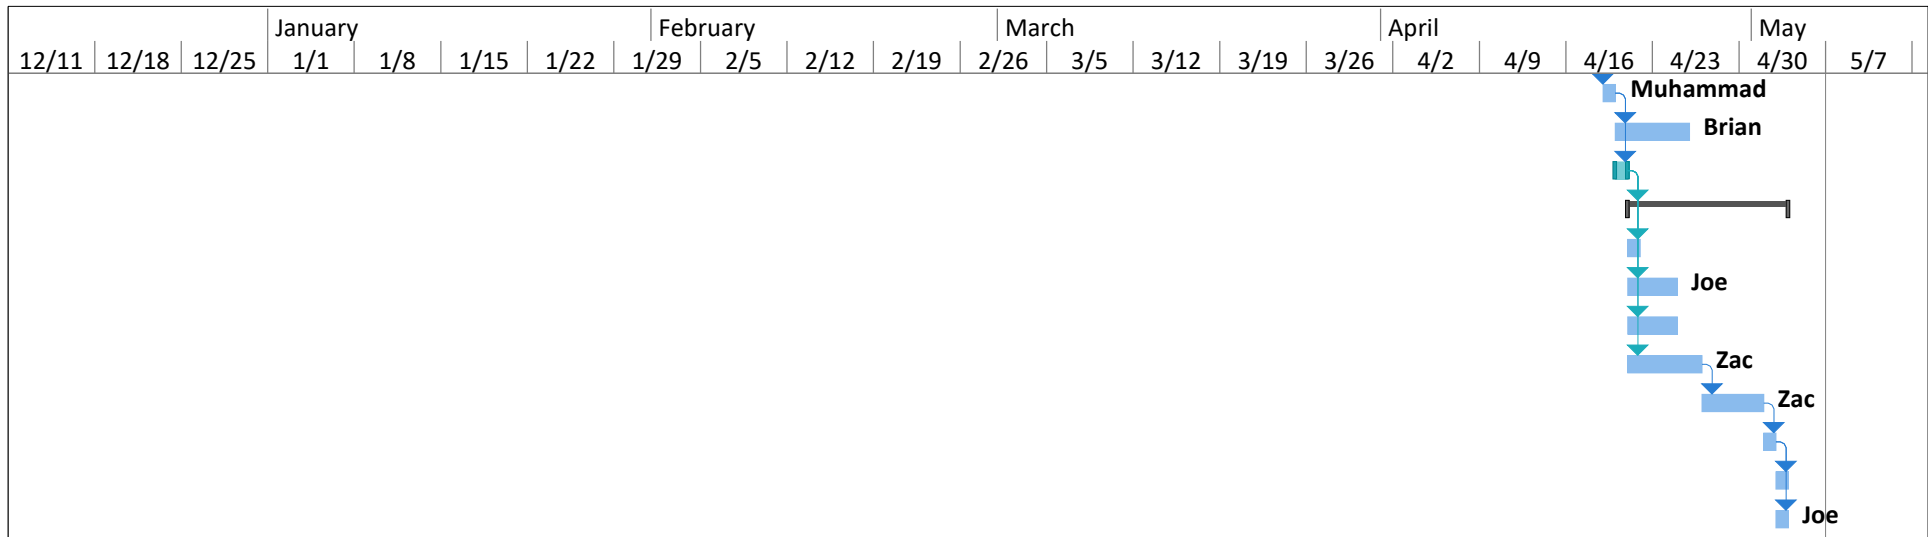 January February March April May
12/11 12/18 12/25 1/1 1/8 1/15 1/22 1/29 2/5 2/12 2/19 2/26 3/5 3/12 3/19 3/26 4/2 4/9 4/16 4/23 4/30 5/7
Muhammad
Brian
Joe
Zac
Zac
Joe